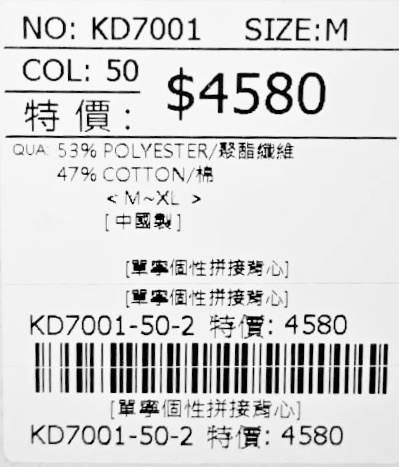 NO: KD7001 SIZE:M
COL: 50
$4580
特價:
QUA: 53% POLYESTER/聚酯纖維
47% COTTON/棉
< M~XL >
[中國製]
[單寧個性拼接背心]
[單寧個性拼接背心]
KD7001-50-2 特價: 4580
[單寧個性拼接背心]
KD7001-50-2 特價: 4580